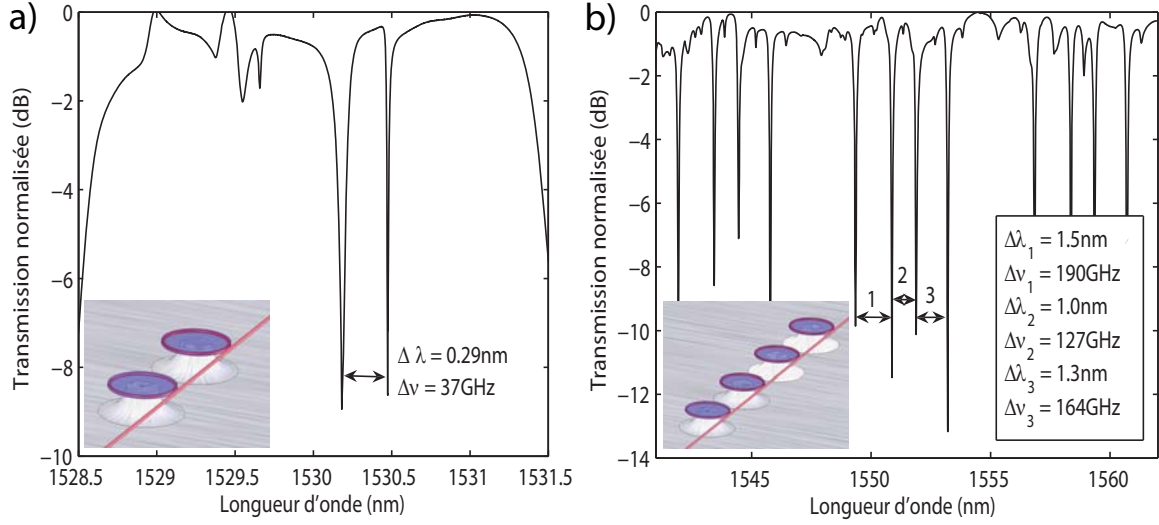 a)
Transmission normalisée (dB)
0
−2
−4
−6
−8
−10
1528.5
1529
1529.5
1530
1530.5
1531
1531.5
Longueur d'onde (nm)
Δ λ = 0.29nm
Δν = 37GHz
b)
Transmission normalisée (dB)
0
−2
−4
−6
−8
−10
−12
−14
1545
1550
1555
1560
Longueur d'onde (nm)
1
2
3
Δλ1 = 1.5nm
Δν1 = 190GHz
Δλ2 = 1.0nm
Δν2 = 127GHz
Δλ3 = 1.3nm
Δν3 = 164GHz